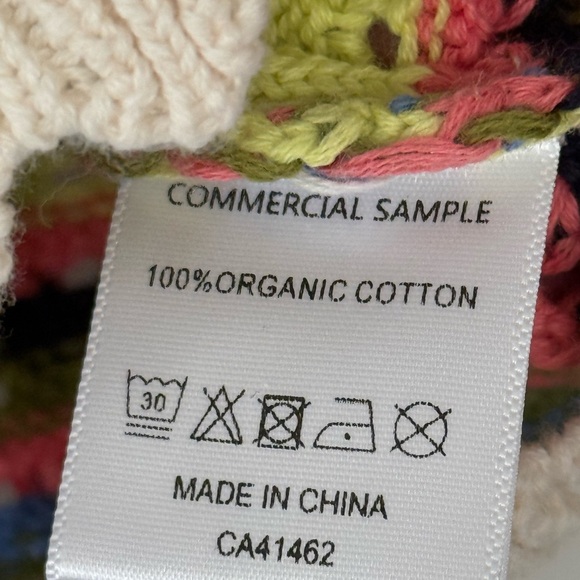 COMMERCIAL SAMPLE
100%ORGANIC COTTON
30
MADE IN CHINA
CA41462